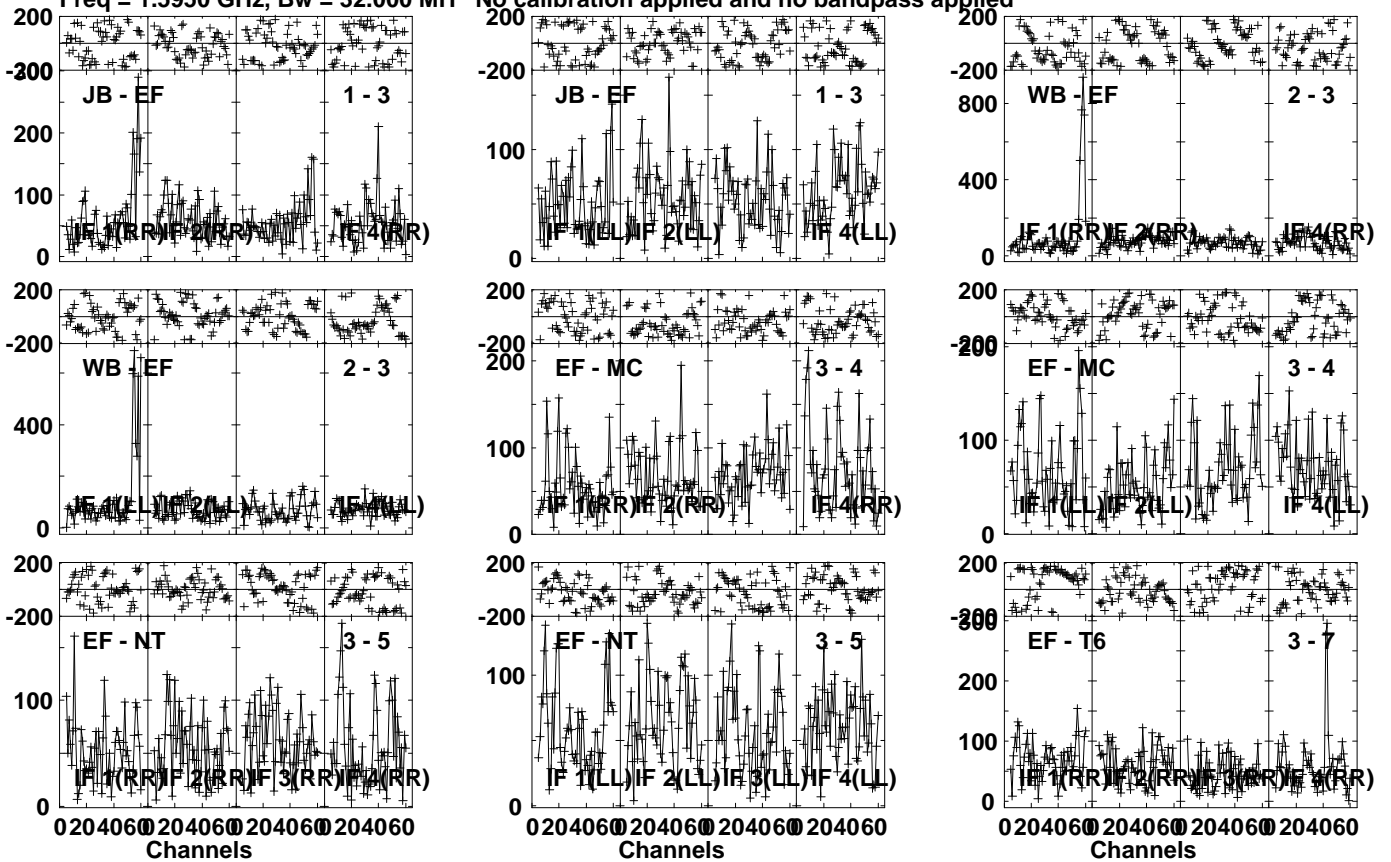 Freq = 1.5950 GHz, Bw = 32.000 MH No calibration applied and no bandpass applied
200 200 200
-200 -200
300
JB - EF 1 - 3 JB - EF 1 - 3 WB - EF 2 - 3
800
200
100
400
100
IF 1(RR) IF 2(RR) IF 4(RR) IF 1(LL) IF 2(LL) IF 4(LL) IF 1(RR) IF 2(RR) IF 4(RR)
0 0 0
200 200 200
-200 -200 -200
200 200
WB - EF 2 - 3 EF - MC 3 - 4 EF - MC 3 - 4
400
100 100
IF 1(LL) IF 2(LL) IF 4(LL) IF 1(RR) IF 2(RR) IF 4(RR) IF 1(LL) IF 2(LL) IF 4(LL)
0 0 0
200 200 200
-200 -200 -200
300
EF - NT 3 - 5 EF - NT 3 - 5 EF - T6 3 - 7
200
100 100 100
IF 1(RR) IF 2(RR) IF 3(RR) IF 4(RR) IF 1(LL) IF 2(LL) IF 3(LL) IF 4(LL) IF 1(RR) IF 2(RR) IF 3(RR) IF 4(RR)
0 0 0
0 20 40 60 0 20 40 60 0 20 40 60 0 20 40 60 0 20 40 60 0 20 40 60 0 20 40 60 0 20 40 60 0 20 40 60 0 20 40 60 0 20 40 60 0 20 40 60
Channels Channels Channels